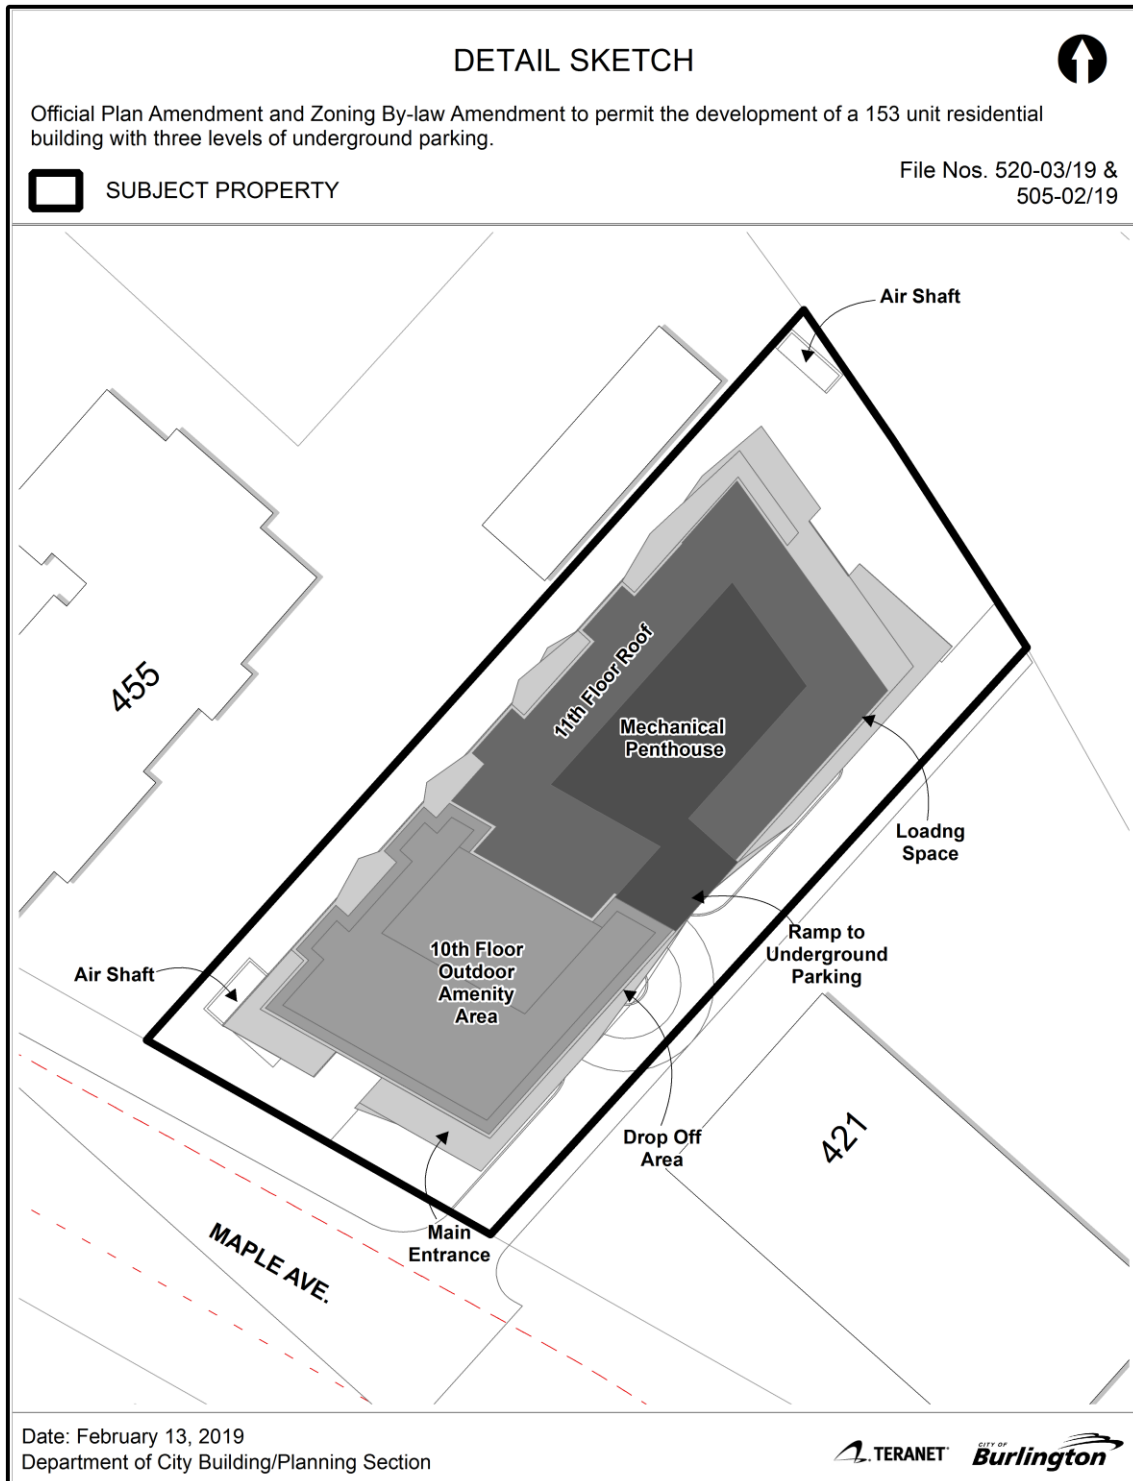 DETAIL SKETCH
Official Plan Amendment and Zoning By-law Amendment to permit the development of a 153 unit residential
building with three levels of underground parking.
SUBJECT PROPERTY
File Nos. 520-03/19 &
505-02/19
Air Shaft
455
11th Floor Roof
Mechanical
Penthouse
Loadng
Space
10th Floor
Outdoor
Amenity
Area
Ramp to
Underground
Parking
Air Shaft
Drop Off
Area
421
Main
Entrance
MAPLE AVE.
Date: February 13, 2019
Department of City Building/Planning Section
TERANET
CITY OF
Burlington